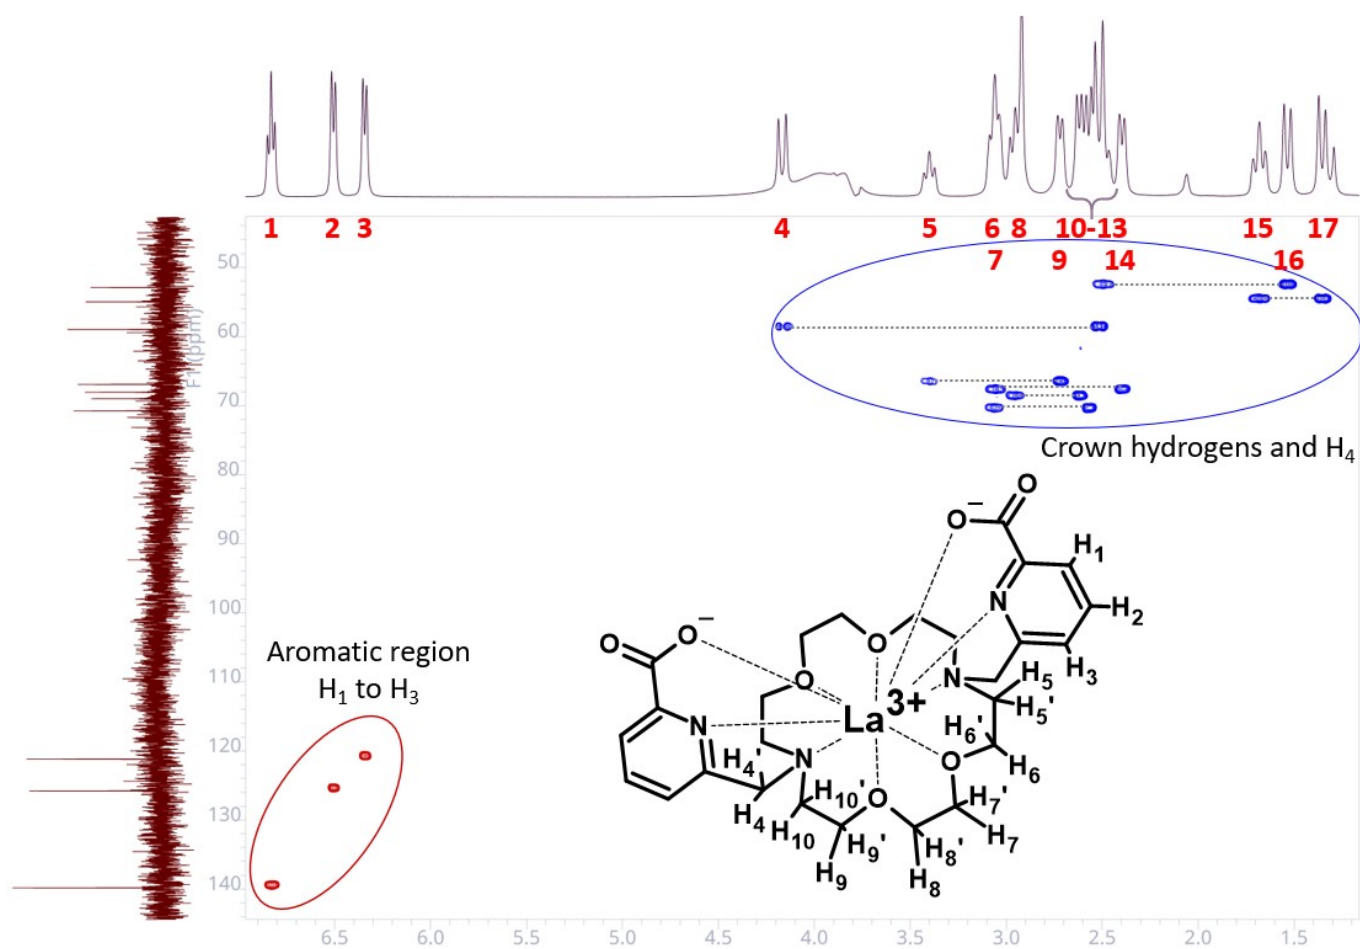 1 2 3 4 5 6 8 10-13 15 17
7 9 14 16
50
60
70
80
90
100
110
120
130
140
F1 (ppm)
Crown hydrogens and H4
Aromatic region
H1 to H3
O
O−
H1
N
H2
H3
O
O−
O
N
H5
H5'
O
La 3+
N
H6'
H6
N
O
H4'
H4
H10'
H10
O
H7'
H7
H9'
H9
H8'
H8
6.5 6.0 5.5 5.0 4.5 4.0 3.5 3.0 2.5 2.0 1.5